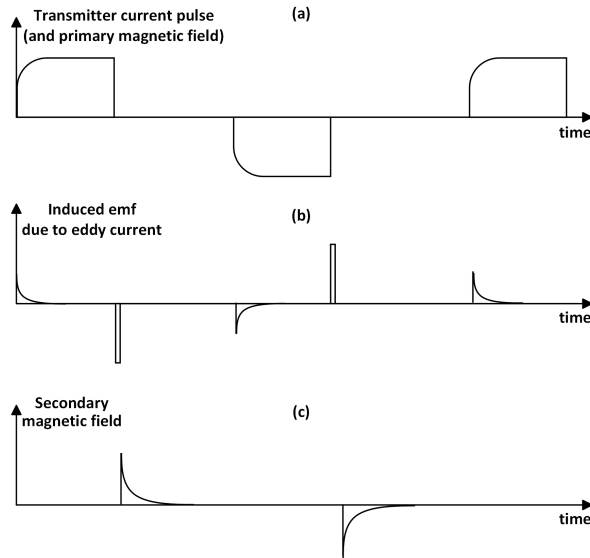 Transmitter current pulse
(and primary magnetic field)
(a)
time
Induced emf
due to eddy current
(b)
time
Secondary
magnetic field
(c)
time